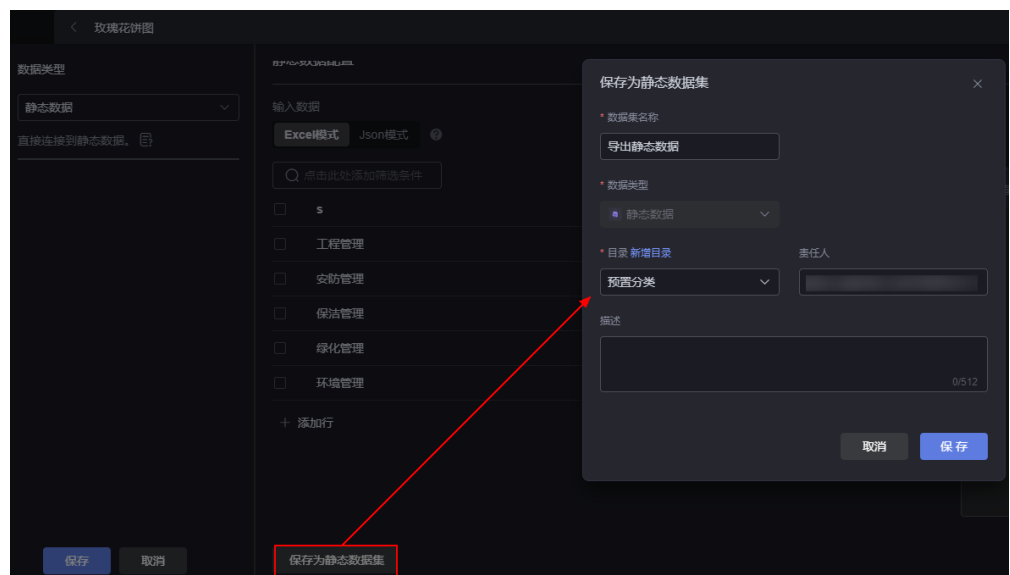 玫瑰花饼图
数据类型
静态数据
直接连接到静态数据。
静态数据配置
输入数据
Excel模式 Json模式
点击此处添加筛选条件
s
工程管理
安防管理
保洁管理
绿化管理
环境管理
添加行
保存 取消
保存为静态数据集
保存为静态数据集
* 数据集名称
导出静态数据
* 数据类型
静态数据
* 目录 新增目录 责任人
预置分类
描述
0/512
取消 保存